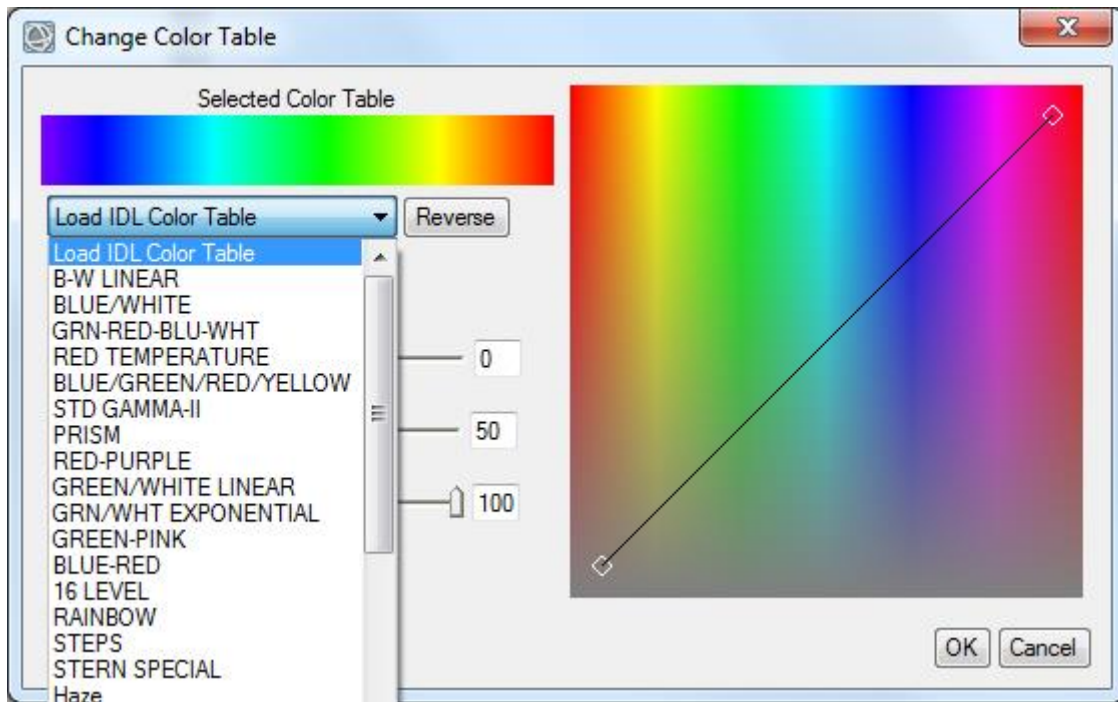 Change Color Table
Selected Color Table
Load IDL Color Table
Reverse
Load IDL Color Table
B-W LINEAR
BLUE/WHITE
GRN-RED-BLU-WHT
RED TEMPERATURE
BLUE/GREEN/RED/YELLOW
STD GAMMA-II
PRISM
RED-PURPLE
GREEN/WHITE LINEAR
GRN/WHT EXPONENTIAL
GREEN-PINK
BLUE-RED
16 LEVEL
RAINBOW
STEPS
STERN SPECIAL
Haze
0
50
100
OK
Cancel